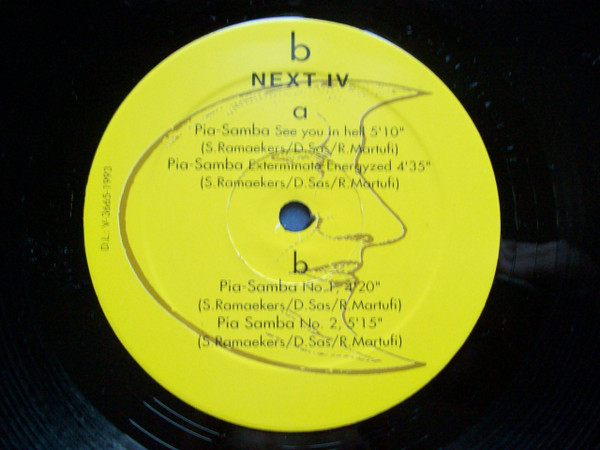 b
NEXT IV
a
Pia-Samba See you in hell 5'10"
(S.Ramaekers/D.Sas/R.Martufi)
Pia-Samba Exterminate Energyzed 4'35"
(S.Ramaekers/D.Sas/R.Martufi)
b
Pia-Samba No.1, 4'20"
(S.Ramaekers/D.Sas/R.Martufi)
Pia Samba No. 2, 5'15"
(S.Ramaekers/D.Sas/R.Martufi)
D.L.: V-3665-1993